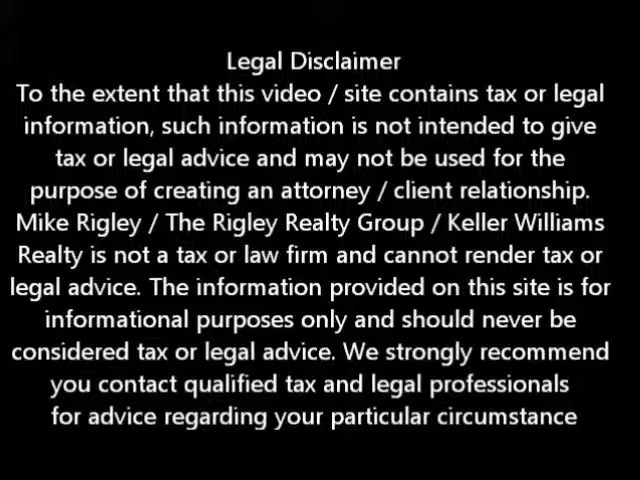 Legal Disclaimer
To the extent that this video / site contains tax or legal
information, such information is not intended to give
tax or legal advice and may not be used for the
purpose of creating an attorney / client relationship.
Mike Rigley / The Rigley Realty Group / Keller Williams
Realty is not a tax or law firm and cannot render tax or
legal advice. The information provided on this site is for
informational purposes only and should never be
considered tax or legal advice. We strongly recommend
you contact qualified tax and legal professionals
for advice regarding your particular circumstance